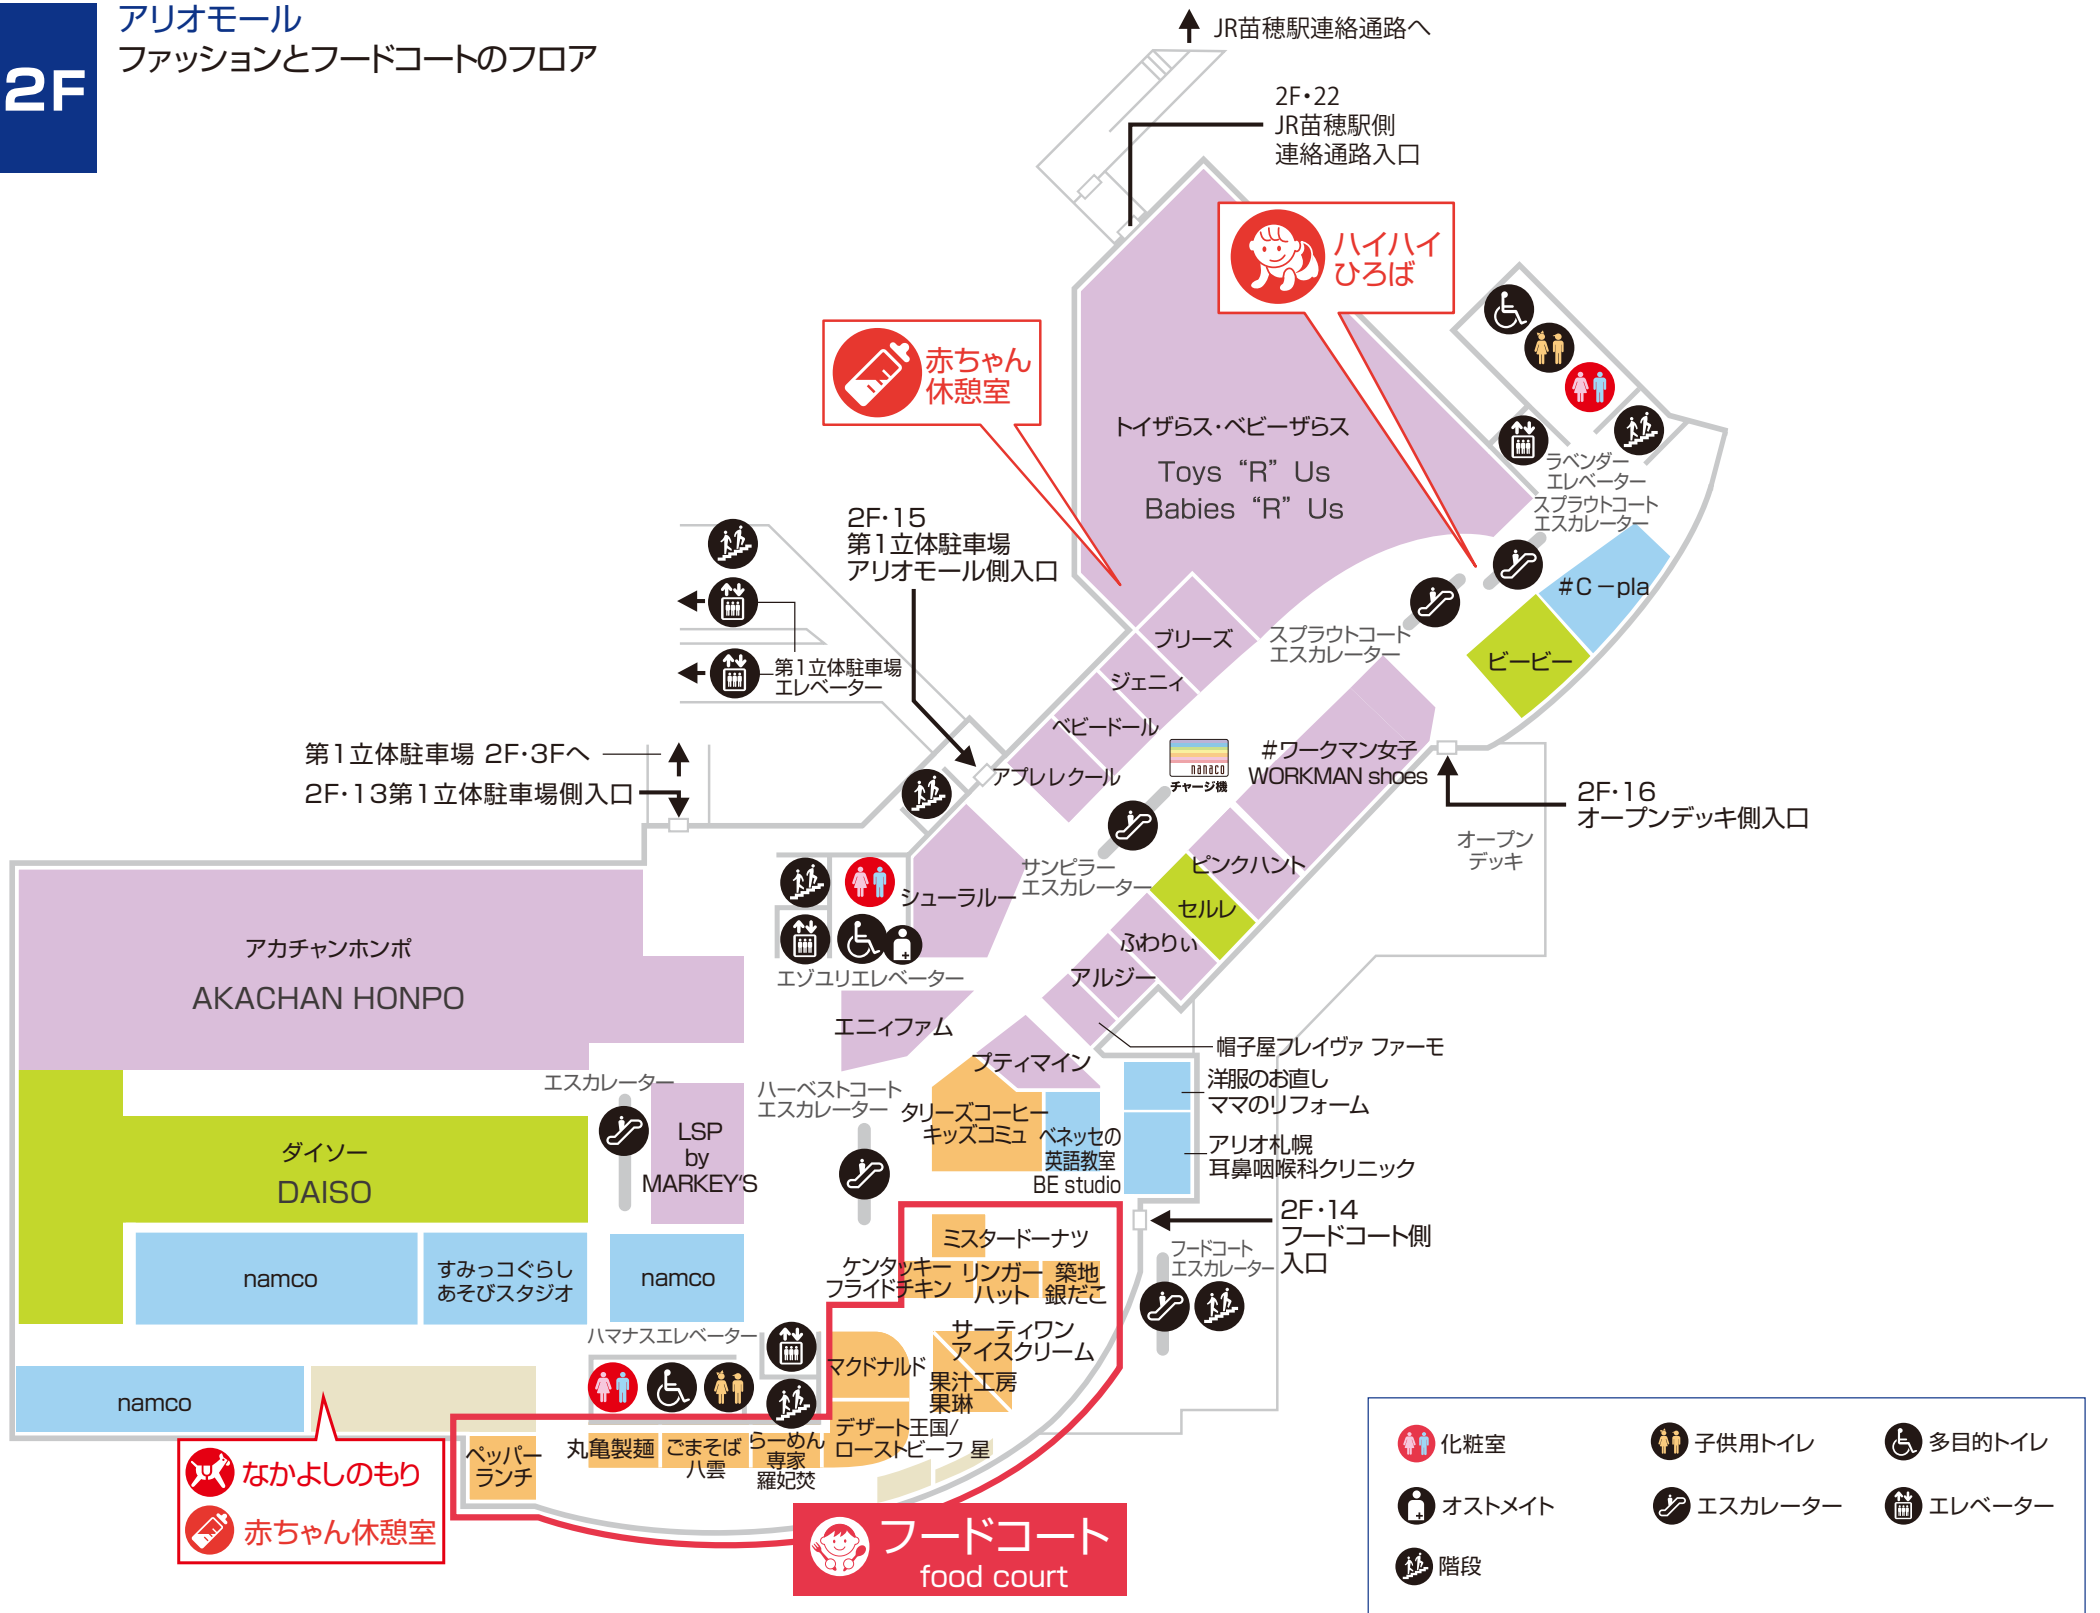 2F
アリオモール
ファッションとフードコートのフロア
JR苗穂駅連絡通路へ
2F・22
JR苗穂駅側
連絡通路入口
ハイハイ
ひろば
赤ちゃん
休憩室
トイザらス・ベビーザらス
Toys “R” Us
Babies “R” Us
ラベンダー
エレベーター
スプラウトコート
エスカレーター
2F・15
第1立体駐車場
アリオモール側入口
#C－pla
ビービー
スプラウトコート
エスカレーター
ブリーズ
ジェニィ
ベビードール
アプレレクール
第1立体駐車場
エレベーター
第1立体駐車場 2F・3Fへ
2F・13第1立体駐車場側入口
nanaco
チャージ機
#ワークマン女子
WORKMAN shoes
2F・16
オープンデッキ側入口
オープン
デッキ
サンピラー
エスカレーター
ピンクハント
セルレ
ふわりぃ
アルジー
シューラルー
エゾユリエレベーター
エニィファム
アカチャンホンポ
AKACHAN HONPO
帽子屋フレイヴァ ファーモ
プティマイン
洋服のお直し
ママのリフォーム
アリオ札幌
耳鼻咽喉科クリニック
エスカレーター
ハーベストコート
エスカレーター
タリーズコーヒー
キッズコミュ
ベネッセの
英語教室
BE studio
LSP
by
MARKEY'S
ダイソー
DAISO
2F・14
フードコート側
入口
フードコート
エスカレーター
ミスタードーナツ
ケンタッキー
フライドチキン
リンガー
ハット
築地
銀だこ
namco
すみっコぐらし
あそびスタジオ
namco
ハマナスエレベーター
サーティワン
アイスクリーム
マクドナルド
果汁工房
果琳
namco
デザート王国/
ローストビーフ 星
ペッパー
ランチ
丸亀製麺
ごまそば
八雲
らーめん
専家
羅妃焚
なかよしのもり
赤ちゃん休憩室
フードコート
food court
化粧室
子供用トイレ
多目的トイレ
オストメイト
エスカレーター
エレベーター
階段